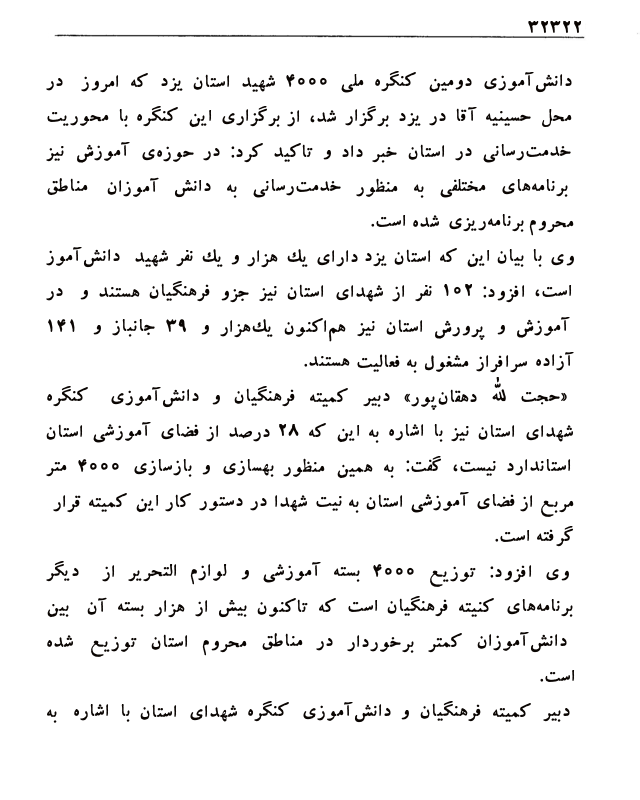 ۳۲۳۲۲
دانش‌آموزی دومین کنگره ملی ۴۰۰۰ شهید استان یزد که امروز در
محل حسینیه آقا در یزد برگزار شد، از برگزاری این کنگره با محوریت
خدمت‌رسانی در استان خبر داد و تاکید کرد: در حوزه‌ی آموزش نیز
برنامه‌های مختلفی به منظور خدمت‌رسانی به دانش آموزان مناطق
محروم برنامه‌ریزی شده است.
وی با بیان این که استان یزد دارای یك هزار و یك نفر شهید دانش‌آموز
است، افزود: ۱۰۲ نفر از شهدای استان نیز جزو فرهنگیان هستند و در
آموزش و پرورش استان نیز هم‌اکنون یك‌هزار و ۳۹ جانباز و ۱۴۱
آزاده سرافراز مشغول به فعالیت هستند.
«حجت لله دهقان‌پور» دبیر کمیته فرهنگیان و دانش‌آموزی کنگره
شهدای استان نیز با اشاره به این که ۲۸ درصد از فضای آموزشی استان
استاندارد نیست، گفت: به همین منظور بهسازی و بازسازی ۴۰۰۰ متر
مربع از فضای آموزشی استان به نیت شهدا در دستور کار این کمیته قرار
گرفته است.
وی افزود: توزیع ۴۰۰۰ بسته آموزشی و لوازم التحریر از دیگر
برنامه‌های کنیته فرهنگیان است که تاکنون بیش از هزار بسته آن بین
دانش‌آموزان کمتر برخوردار در مناطق محروم استان توزیع شده
است.
دبیر کمیته فرهنگیان و دانش‌آموزی کنگره شهدای استان با اشاره به